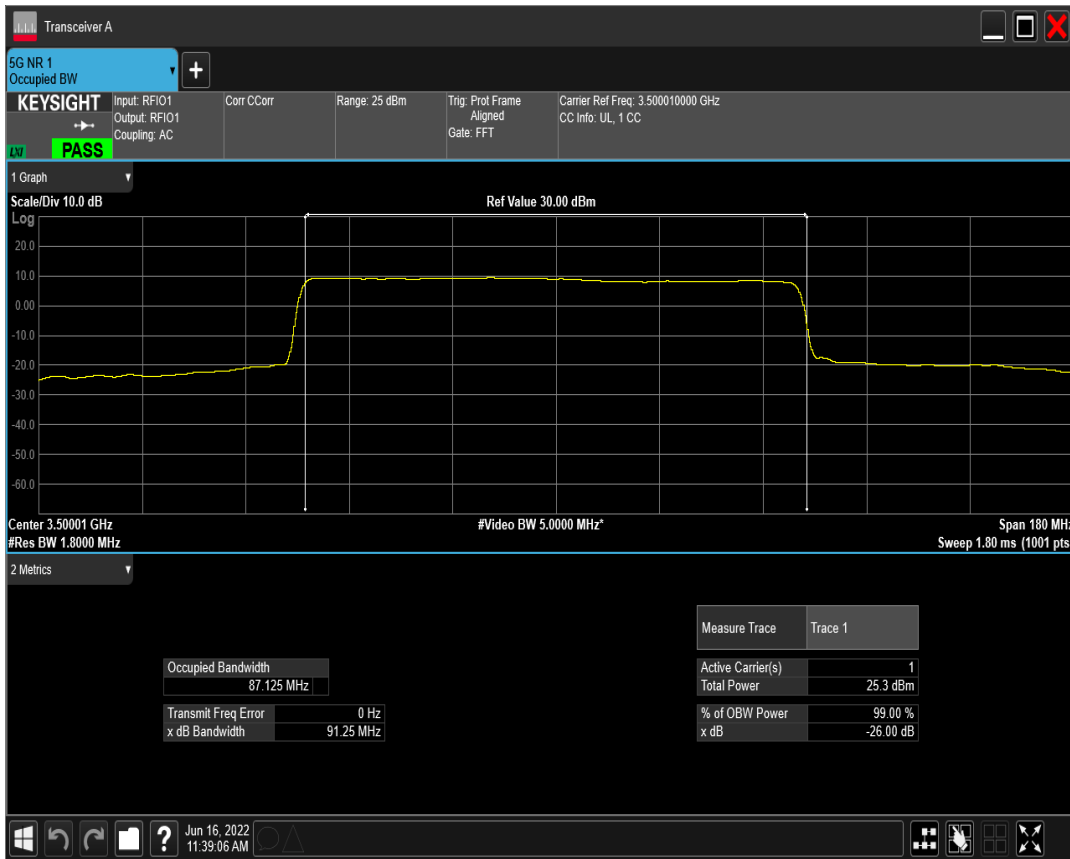 Transceiver A
5G NR 1
Occupied BW
+
KEYSIGHT
LXI
PASS
Input: RFIO1
Output: RFIO1
Coupling: AC
Corr CCorr
Range: 25 dBm
Trig: Prot Frame
Aligned
Gate: FFT
Carrier Ref Freq: 3.500010000 GHz
CC Info: UL, 1 CC
1 Graph
Scale/Div 10.0 dB
Ref Value 30.00 dBm
Log
20.0
10.0
0.00
-10.0
-20.0
-30.0
-40.0
-50.0
-60.0
Center 3.50001 GHz
#Video BW 5.0000 MHz*
Span 180 MHz
#Res BW 1.8000 MHz
Sweep 1.80 ms (1001 pts
2 Metrics
Measure Trace
Trace 1
Occupied Bandwidth
87.125 MHz
Active Carrier(s)
1
Total Power
25.3 dBm
Transmit Freq Error
0 Hz
x dB Bandwidth
91.25 MHz
% of OBW Power
99.00 %
x dB
-26.00 dB
?
Jun 16, 2022
11:39:06 AM